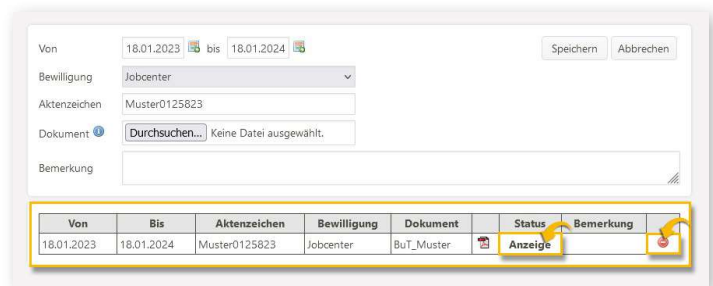 Von 18.01.2023 bis 18.01.2024 Speichern Abbrechen
Bewilligung Jobcenter
Aktenzeichen Muster0125823
Dokument Durchsuchen... Keine Datei ausgewählt.
Bemerkung
Von Bis Aktenzeichen Bewilligung Dokument Status Bemerkung
18.01.2023 18.01.2024 Muster0125823 Jobcenter BuT_Muster Anzeige